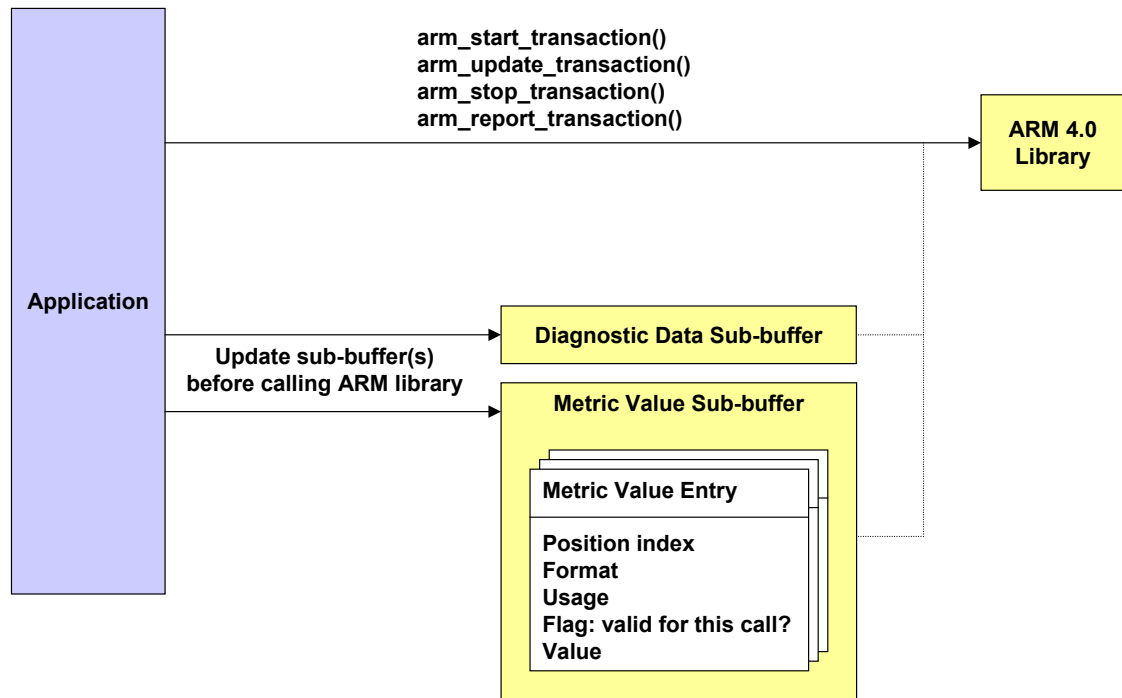 arm_start_transaction()
arm_update_transaction()
arm_stop_transaction()
arm_report_transaction()
ARM 4.0
Library
Application
Diagnostic Data Sub-buffer
Update sub-buffer(s)
before calling ARM library
Metric Value Sub-buffer
Metric Value Entry
Position index
Format
Usage
Flag: valid for this call?
Value